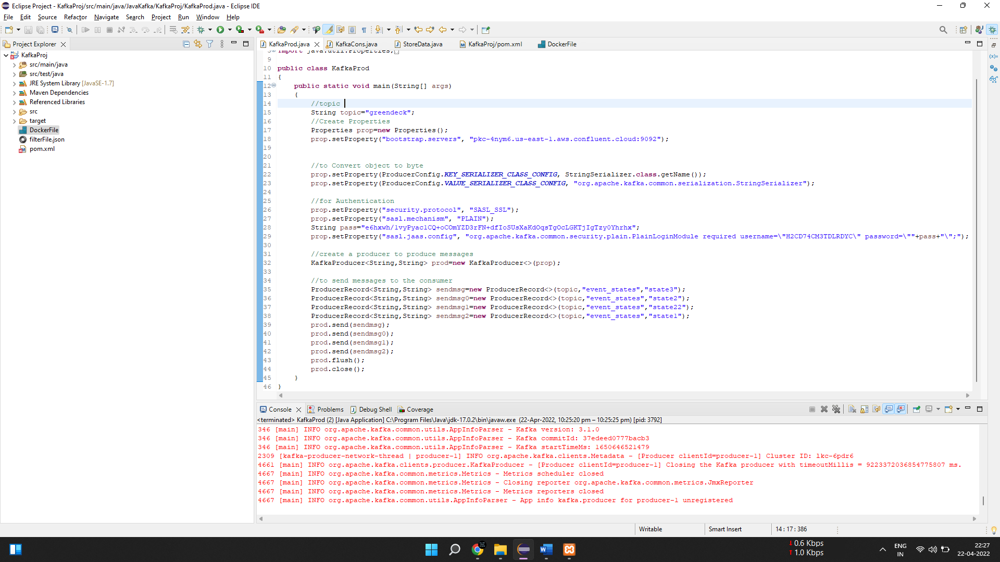 Eclipse Project - KafkaProj/src/main/java/JavaKafka/KafkaProj/KafkaProd.java - Eclipse IDE
File Edit Source Refactor Navigate Search Project Run Window Help
Project Explorer
KafkaProj
src/main/java
src/test/java
JRE System Library [JavaSE-1.7]
Maven Dependencies
Referenced Libraries
src
target
DockerFile
filterFile.json
pom.xml
KafkaProd.java KafkaCons.java StoreData.java KafkaProj/pom.xml DockerFile
import java.util.Properties;
9
10 public class KafkaProd
11 {
12 public static void main(String[] args)
13 {
14 //topic
15 String topic="greendeck";
16 //Create Properties
17 Properties prop=new Properties();
18 prop.setProperty("bootstrap.servers", "pkc-4nym6.us-east-1.aws.confluent.cloud:9092");
19
20
21 //to Convert object to byte
22 prop.setProperty(ProducerConfig.KEY_SERIALIZER_CLASS_CONFIG, StringSerializer.class.getName());
23 prop.setProperty(ProducerConfig.VALUE_SERIALIZER_CLASS_CONFIG, "org.apache.kafka.common.serialization.StringSerializer");
24
25 //for Authentication
26 prop.setProperty("security.protocol", "SASL_SSL");
27 prop.setProperty("sasl.mechanism", "PLAIN");
28 String pass="e6hxwh/1vyPyac1CQ+oCOmYZD3rFN+dfIoSUsXaKdOqsTgOcLGKTjIgTzy0Yhrhx";
29 prop.setProperty("sasl.jaas.config", "org.apache.kafka.common.security.plain.PlainLoginModule required username=\"H2CD74CM3TDLRDYC\" password=\""+pass+"\";");
30
31 //create a producer to produce messages
32 KafkaProducer<String,String> prod=new KafkaProducer<>(prop);
33
34 //to send messages to the consumer
35 ProducerRecord<String,String> sendmsg=new ProducerRecord<>(topic,"event_states","state3");
36 ProducerRecord<String,String> sendmsg0=new ProducerRecord<>(topic,"event_states","state2");
37 ProducerRecord<String,String> sendmsg1=new ProducerRecord<>(topic,"event_states","state22");
38 ProducerRecord<String,String> sendmsg2=new ProducerRecord<>(topic,"event_states","state1");
39 prod.send(sendmsg);
40 prod.send(sendmsg0);
41 prod.send(sendmsg1);
42 prod.send(sendmsg2);
43 prod.flush();
44 prod.close();
45 }
46 }
Console Problems Debug Shell Coverage
<terminated> KafkaProd (2) [Java Application] C:\Program Files\Java\jdk-17.0.2\bin\javaw.exe (22-Apr-2022, 10:25:20 pm – 10:25:25 pm) [pid: 3792]
346 [main] INFO org.apache.kafka.common.utils.AppInfoParser - Kafka version: 3.1.0
346 [main] INFO org.apache.kafka.common.utils.AppInfoParser - Kafka commitId: 37edeed0777bacb3
346 [main] INFO org.apache.kafka.common.utils.AppInfoParser - Kafka startTimeMs: 1650646521479
2309 [kafka-producer-network-thread | producer-1] INFO org.apache.kafka.clients.Metadata - [Producer clientId=producer-1] Cluster ID: lkc-6pdr6
4661 [main] INFO org.apache.kafka.clients.producer.KafkaProducer - [Producer clientId=producer-1] Closing the Kafka producer with timeoutMillis = 9223372036854775807 ms.
4667 [main] INFO org.apache.kafka.common.metrics.Metrics - Metrics scheduler closed
4667 [main] INFO org.apache.kafka.common.metrics.Metrics - Closing reporter org.apache.kafka.common.metrics.JmxReporter
4667 [main] INFO org.apache.kafka.common.metrics.Metrics - Metrics reporters closed
4667 [main] INFO org.apache.kafka.common.utils.AppInfoParser - App info kafka.producer for producer-1 unregistered
Writable Smart Insert 14 : 17 : 386
0.6 Kbps
1.0 Kbps
ENG
IN
22:27
22-04-2022